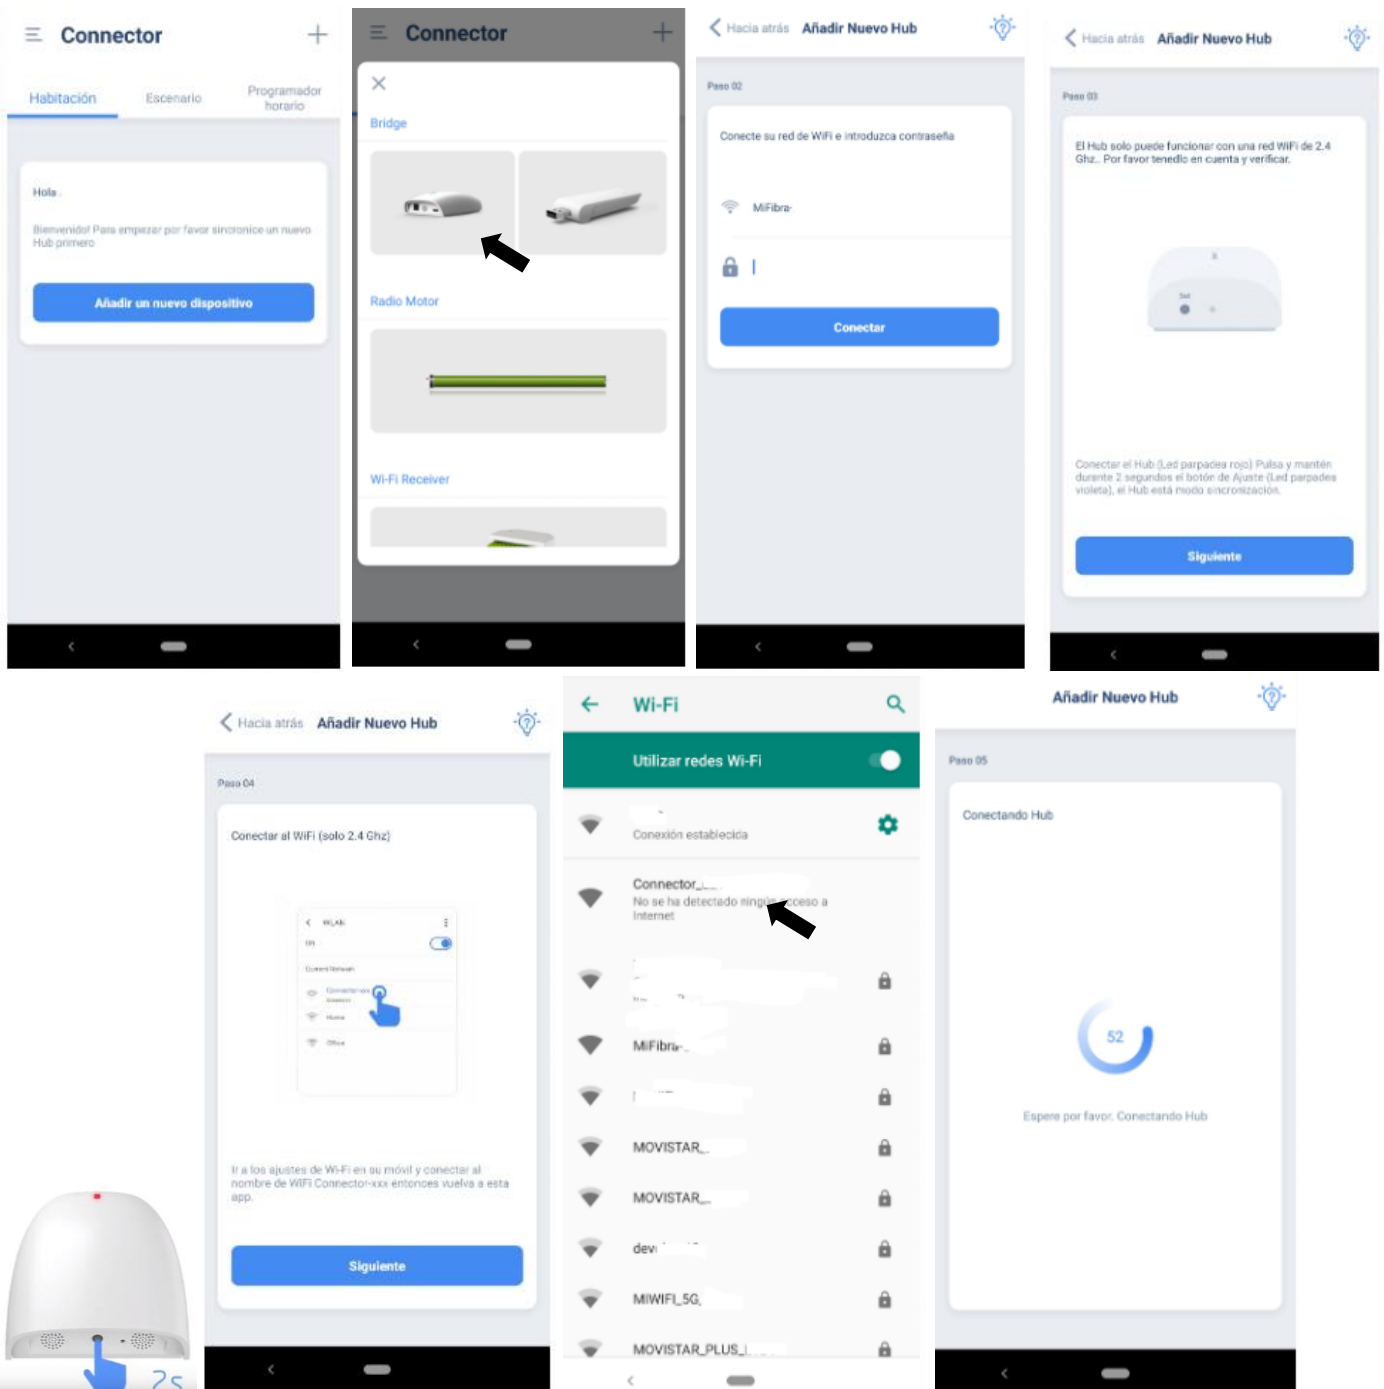 Connector
Habitación
Escenario
Programador
horario
Hola .
Bienvenido! Para empezar por favor sincronice un nuevo
Hub primero
Añadir un nuevo dispositivo
Connector
Bridge
Radio Motor
Wi-Fi Receiver
Hacia atrás Añadir Nuevo Hub
Paso 02
Conecte su red de WiFi e introduzca contraseña
MiFibra-
Conectar
Hacia atrás Añadir Nuevo Hub
Paso 03
El Hub solo puede funcionar con una red WiFi de 2.4
Ghz.. Por favor tenedlo en cuenta y verificar.
Set
Conectar el Hub (Led parpadea rojo) Pulsa y mantén
durante 2 segundos el botón de Ajuste (Led parpadea
violeta), el Hub está modo sincronización.
Siguiente
2s
Hacia atrás Añadir Nuevo Hub
Paso 04
Conectar al WiFi (solo 2.4 Ghz)
WLAN
Current Network
Home
Office
Ir a los ajustes de Wi-Fi en su móvil y conectar al
nombre de WiFi Connector-xxx entonces vuelva a esta
app.
Siguiente
Wi-Fi
Utilizar redes Wi-Fi
Conexión establecida
Connector_
No se ha detectado ningún acceso a
Internet
MiFibra-
MOVISTAR_
MOVISTAR_
MIWIFI_5G_
MOVISTAR_PLUS_
Añadir Nuevo Hub
Paso 05
Conectando Hub
52
Espere por favor. Conectando Hub